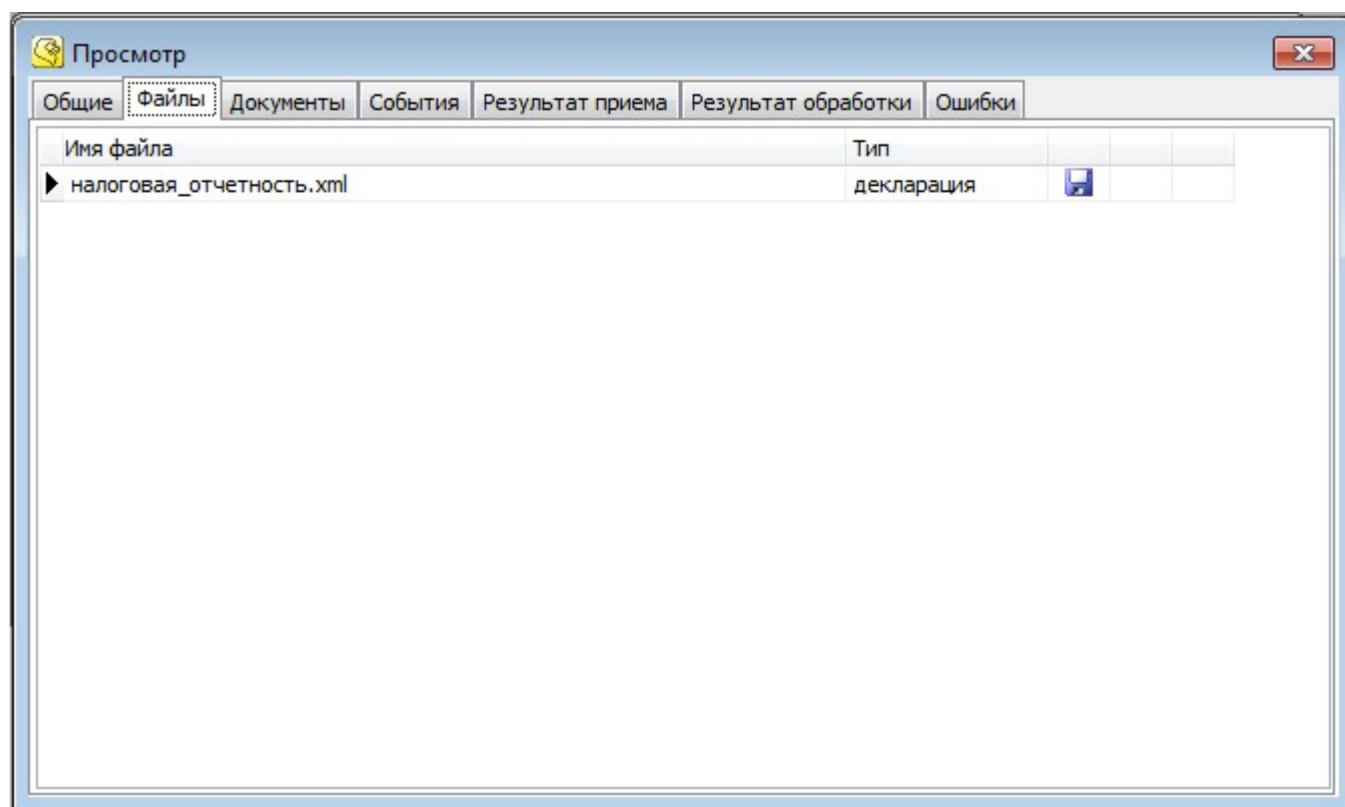 Просмотр
Общие Файлы Документы События Результат приема Результат обработки Ошибки
Имя файла Тип
налоговая_отчетность.xml декларация